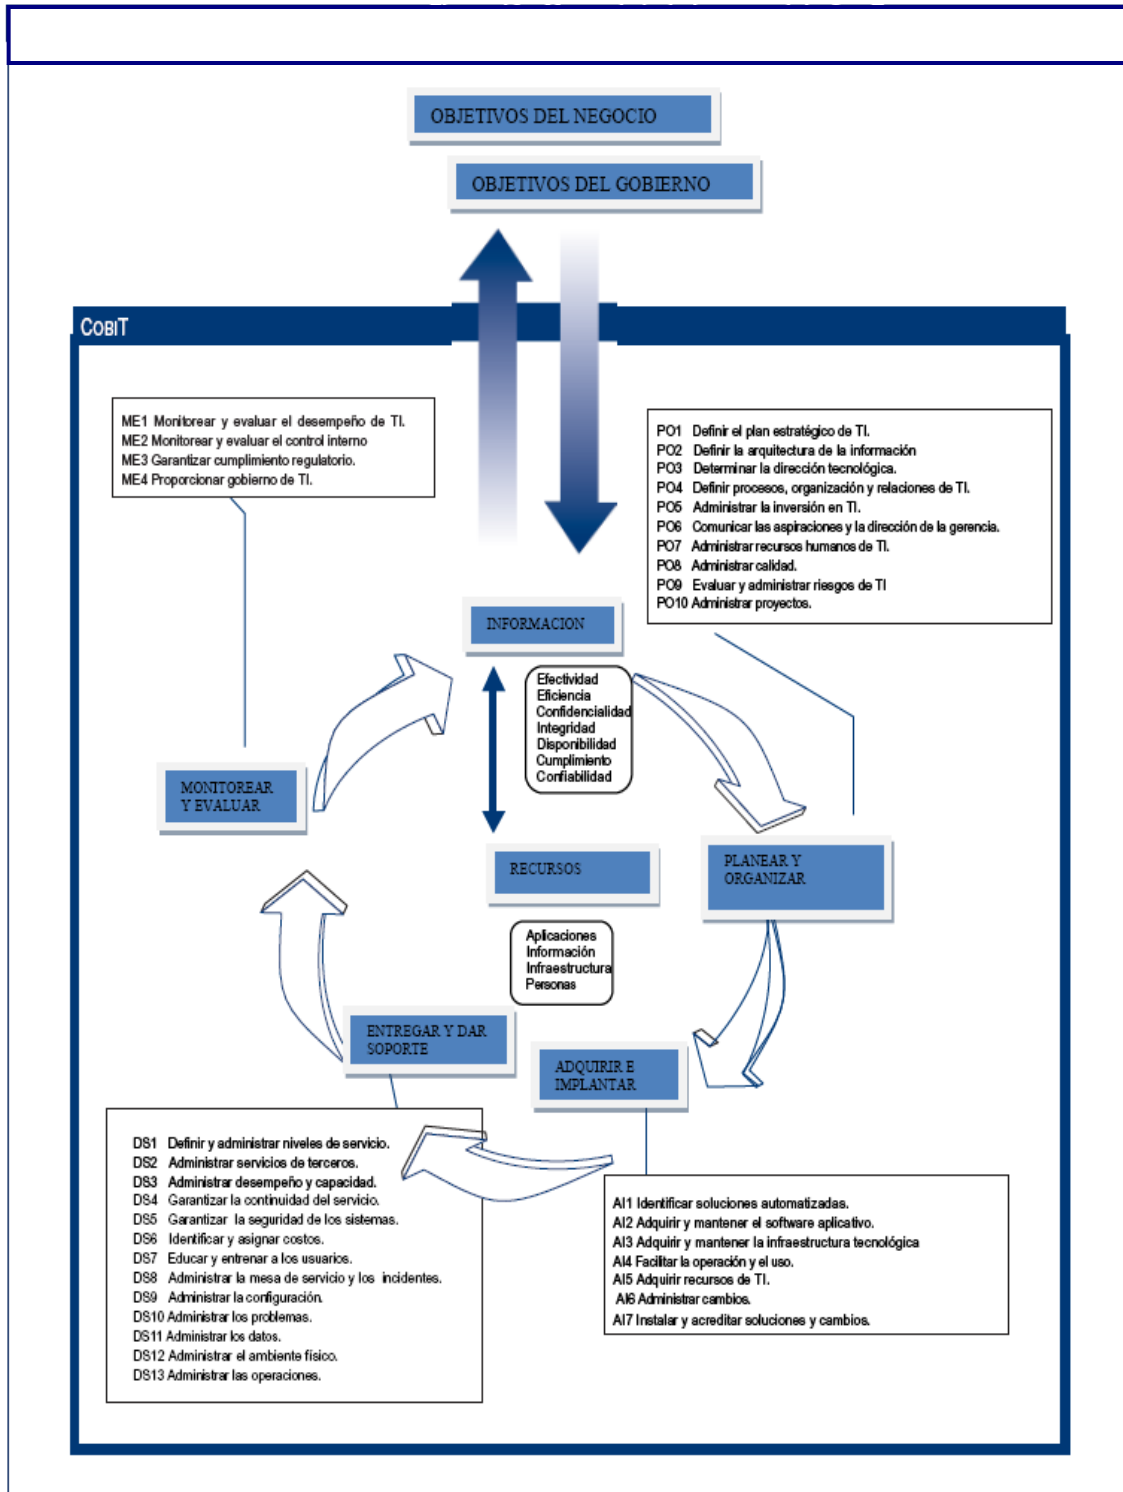 OBJETIVOS DEL NEGOCIO
OBJETIVOS DEL GOBIERNO
COBIT
ME1 Monitorear y evaluar el desempeño de TI.
ME2 Monitorear y evaluar el control interno
ME3 Garantizar cumplimiento regulatorio.
ME4 Proporcionar gobierno de TI.
PO1 Definir el plan estratégico de TI.
PO2 Definir la arquitectura de la información
PO3 Determinar la dirección tecnológica.
PO4 Definir procesos, organización y relaciones de TI.
PO5 Administrar la inversión en TI.
PO6 Comunicar las aspiraciones y la dirección de la gerencia.
PO7 Administrar recursos humanos de TI.
PO8 Administrar calidad.
PO9 Evaluar y administrar riesgos de TI
PO10 Administrar proyectos.
INFORMACION
Efectividad
Eficiencia
Confidencialidad
Integridad
Disponibilidad
Cumplimiento
Confiabilidad
MONITOREAR
Y EVALUAR
RECURSOS
PLANEAR Y
ORGANIZAR
Aplicaciones
Información
Infraestructura
Personas
ENTREGAR Y DAR
SOPORTE
ADQUIRIR E
IMPLANTAR
DS1 Definir y administrar niveles de servicio.
DS2 Administrar servicios de terceros.
DS3 Administrar desempeño y capacidad.
DS4 Garantizar la continuidad del servicio.
DS5 Garantizar la seguridad de los sistemas.
DS6 Identificar y asignar costos.
DS7 Educar y entrenar a los usuarios.
DS8 Administrar la mesa de servicio y los incidentes.
DS9 Administrar la configuración.
DS10 Administrar los problemas.
DS11 Administrar los datos.
DS12 Administrar el ambiente físico.
DS13 Administrar las operaciones.
AI1 Identificar soluciones automatizadas.
AI2 Adquirir y mantener el software aplicativo.
AI3 Adquirir y mantener la infraestructura tecnológica
AI4 Facilitar la operación y el uso.
AI5 Adquirir recursos de TI.
AI6 Administrar cambios.
AI7 Instalar y acreditar soluciones y cambios.